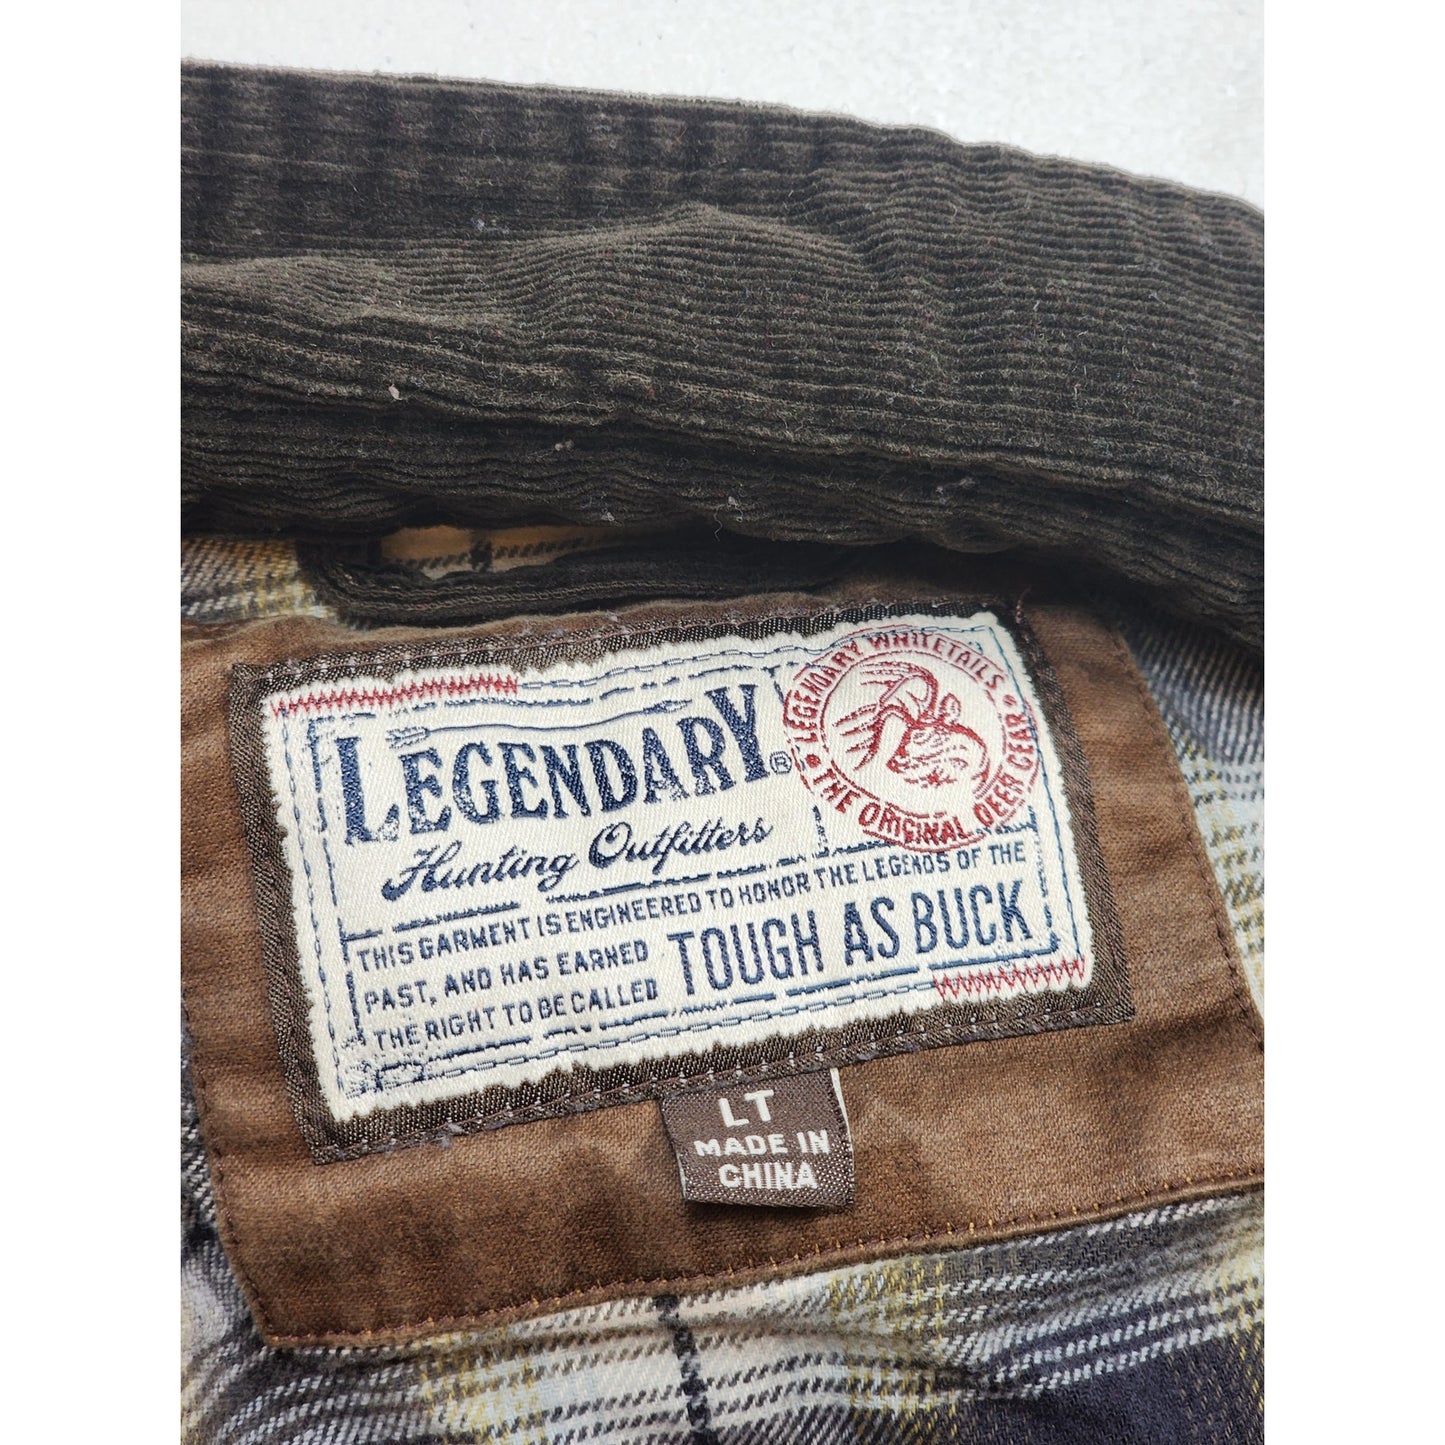 LEGENDARY®
Hunting Outfitters
LEGENDARY WHITETAILS
• THE ORIGINAL DEER GEAR •
THIS GARMENT IS ENGINEERED TO HONOR THE LEGENDS OF THE
PAST, AND HAS EARNED
THE RIGHT TO BE CALLED
TOUGH AS BUCK
LT
MADE IN
CHINA